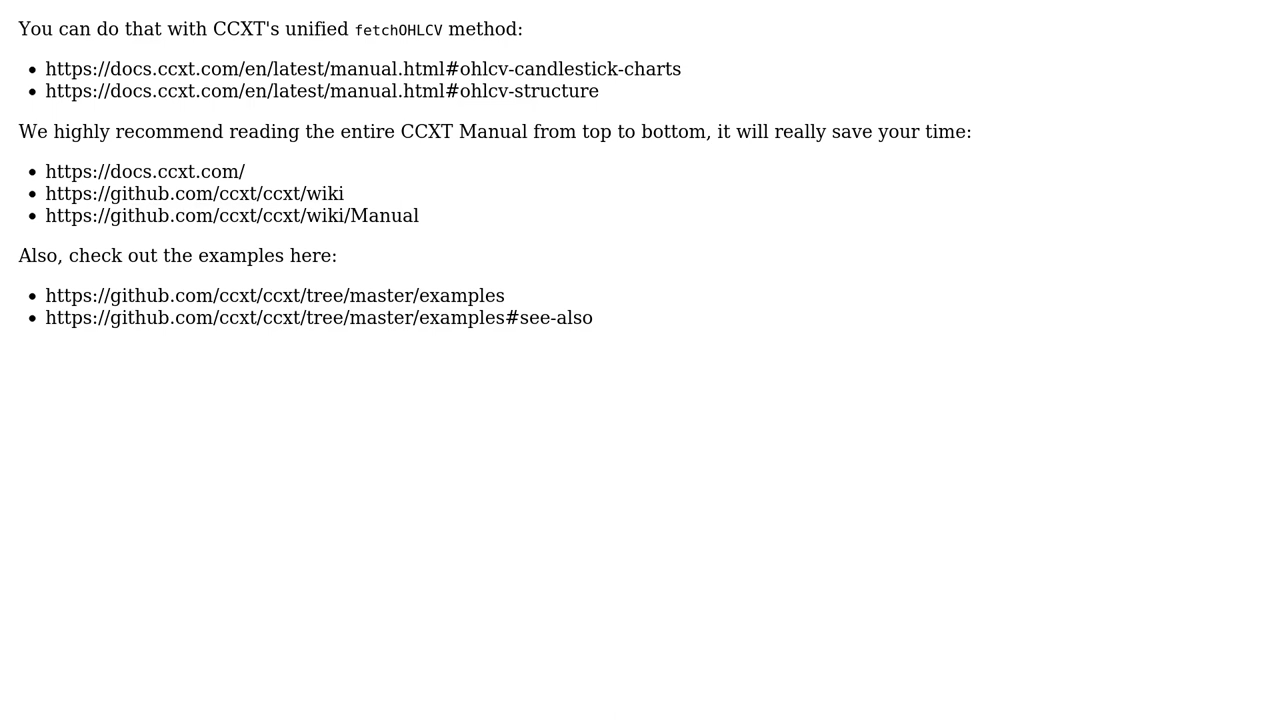 You can do that with CCXT's unified fetchOHLCV method:
• https://docs.ccxt.com/en/latest/manual.html#ohlcv-candlestick-charts
• https://docs.ccxt.com/en/latest/manual.html#ohlcv-structure
We highly recommend reading the entire CCXT Manual from top to bottom, it will really save your time:
• https://docs.ccxt.com/
• https://github.com/ccxt/ccxt/wiki
• https://github.com/ccxt/ccxt/wiki/Manual
Also, check out the examples here:
• https://github.com/ccxt/ccxt/tree/master/examples
• https://github.com/ccxt/ccxt/tree/master/examples#see-also